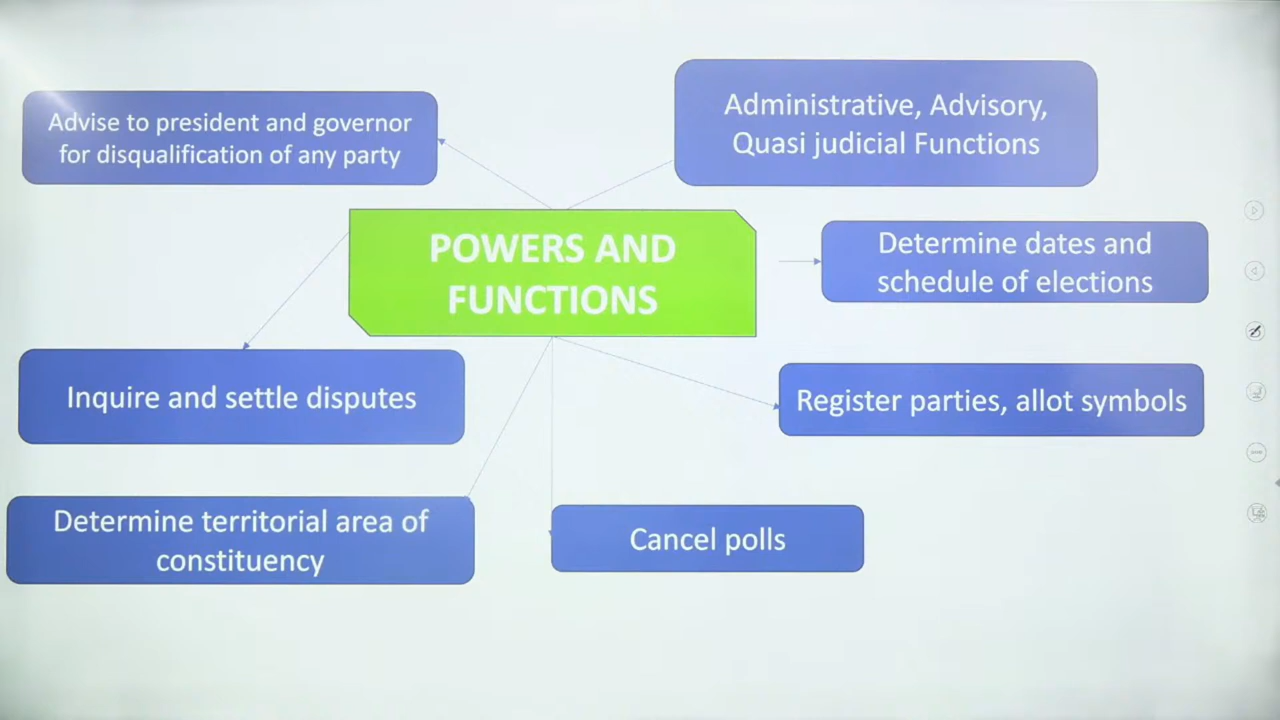 Advise to president and governor
for disqualification of any party
Administrative, Advisory,
Quasi judicial Functions
POWERS AND
FUNCTIONS
Determine dates and
schedule of elections
Inquire and settle disputes
Register parties, allot symbols
Determine territorial area of
constituency
Cancel polls